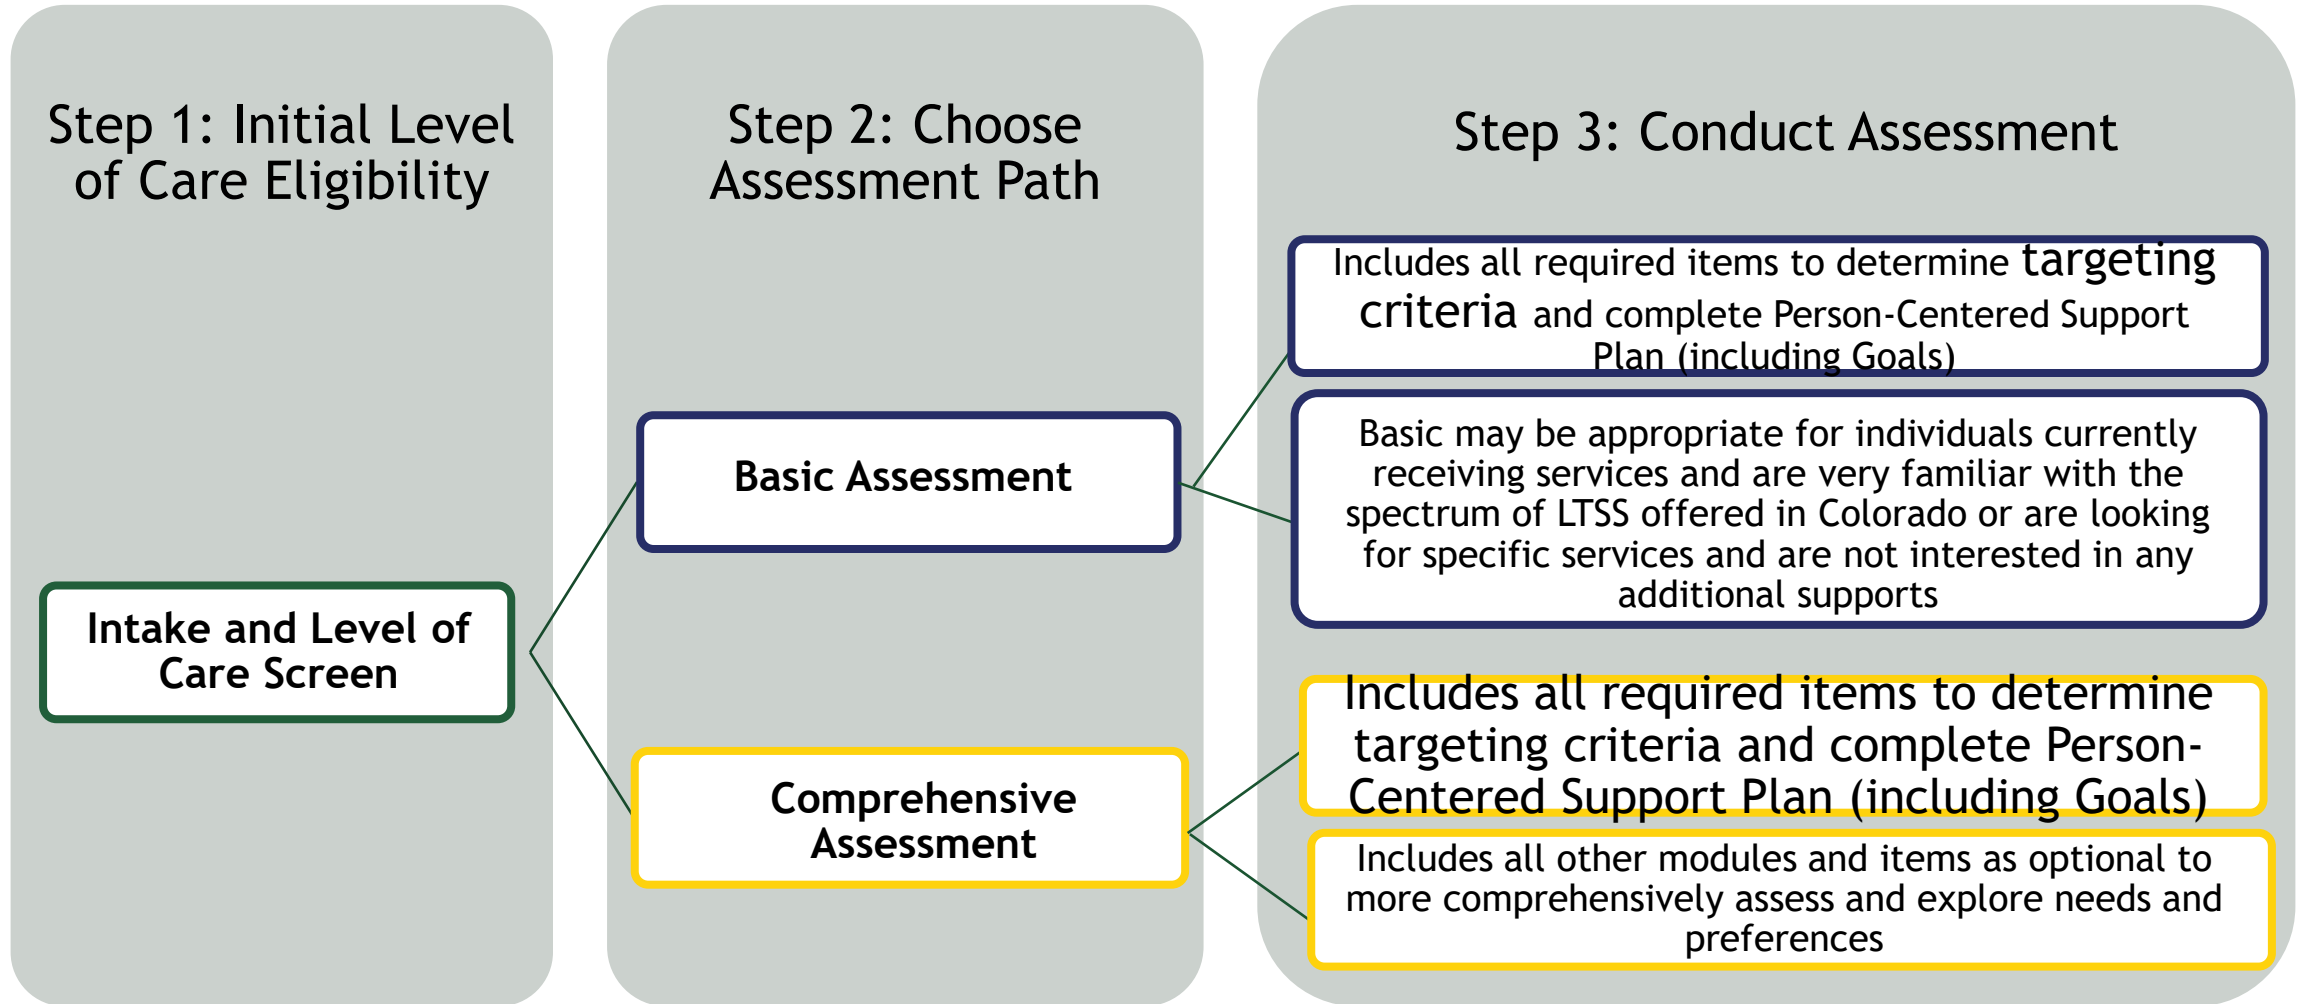 Step 1: Initial Level
of Care Eligibility
Intake and Level of
Care Screen
Step 2: Choose
Assessment Path
Basic Assessment
Comprehensive
Assessment
Step 3: Conduct Assessment
Includes all required items to determine targeting
criteria and complete Person-Centered Support
Plan (including Goals)
Basic may be appropriate for individuals currently
receiving services and are very familiar with the
spectrum of LTSS offered in Colorado or are looking
for specific services and are not interested in any
additional supports
Includes all required items to determine
targeting criteria and complete Person-
Centered Support Plan (including Goals)
Includes all other modules and items as optional to
more comprehensively assess and explore needs and
preferences